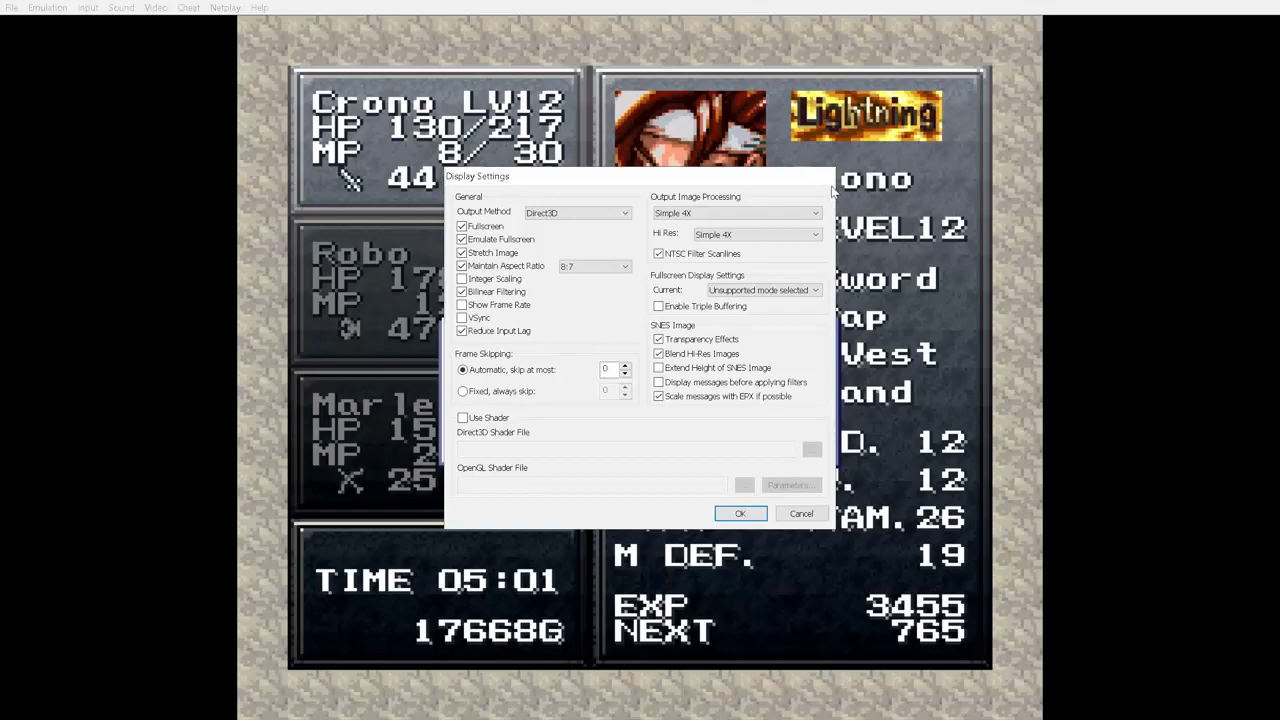 File Emulation Input Sound Video Cheat Netplay Help
Crono LV12
HP 130/217
MP 8/ 30
44
Robo
HP
MP
47
Marle
HP 15
MP 2
25
TIME 05:01
17668G
Lightning
ono
EVEL12
word
ap
West
and
D. 12
. 12
AM. 26
M DEF. 19
EXP 3455
NEXT 765
Display Settings
General
Output Method Direct3D
Fullscreen
Emulate Fullscreen
Stretch Image
Maintain Aspect Ratio 8:7
Integer Scaling
Bilinear Filtering
Show Frame Rate
VSync
Reduce Input Lag
Frame Skipping:
Automatic, skip at most: 0
Fixed, always skip: 0
Output Image Processing
Simple 4X
Hi Res: Simple 4X
NTSC Filter Scanlines
Fullscreen Display Settings
Current: Unsupported mode selected
Enable Triple Buffering
SNES Image
Transparency Effects
Blend Hi-Res Images
Extend Height of SNES Image
Display messages before applying filters
Scale messages with EPX if possible
Use Shader
Direct3D Shader File
...
OpenGL Shader File
... Parameters...
OK Cancel